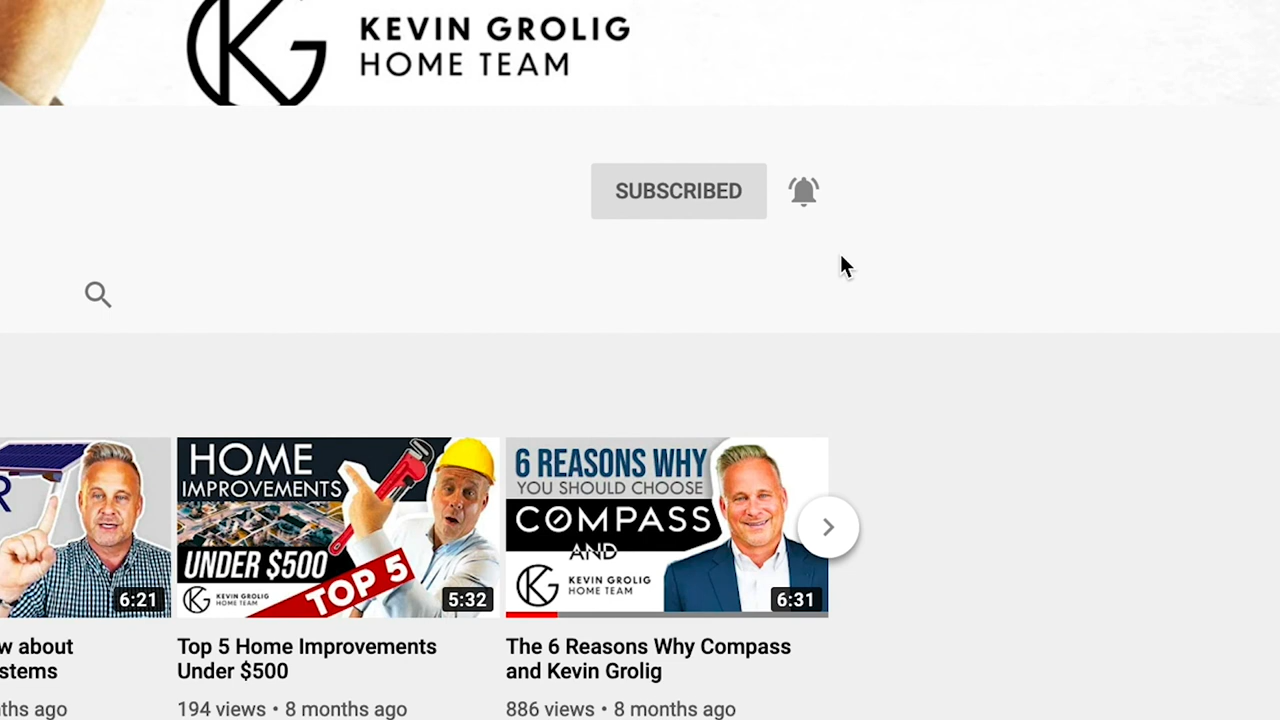 KEVIN GROLIG
HOME TEAM
SUBSCRIBED
R
6:21
HOME
IMPROVEMENTS
UNDER $500
TOP 5
KEVIN GROLIG
HOME TEAM
5:32
6 REASONS WHY
YOU SHOULD CHOOSE
COMPASS
AND
KEVIN GROLIG
HOME TEAM
6:31
w about
stems
ths ago
Top 5 Home Improvements
Under $500
194 views • 8 months ago
The 6 Reasons Why Compass
and Kevin Grolig
886 views • 8 months ago